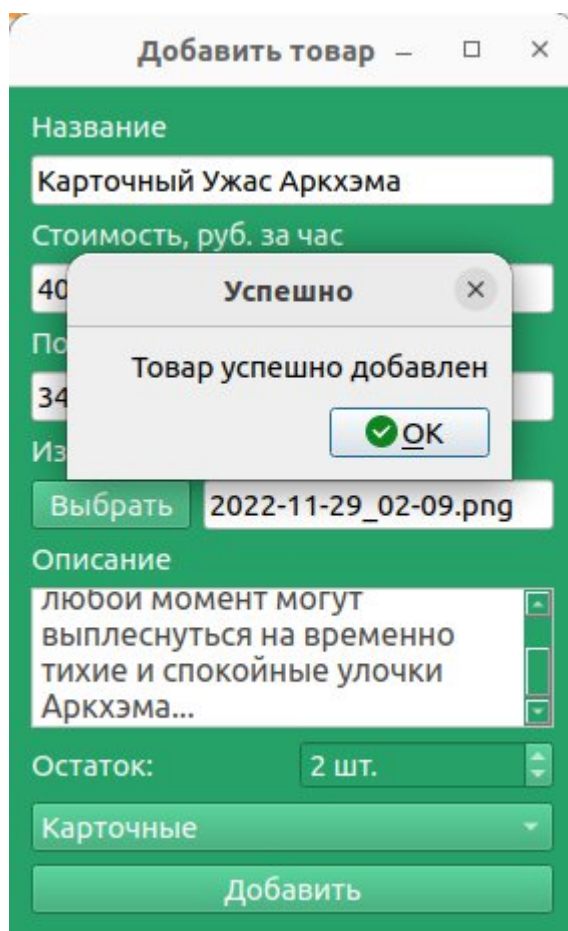 Добавить товар
Название
Карточный Ужас Аркхэма
Стоимость, руб. за час
40
Успешно
Товар успешно добавлен
34
OK
Выбрать 2022-11-29_02-09.png
Описание
любой момент могут
выплеснуться на временно
тихие и спокойные улочки
Аркхэма...
Остаток: 2 шт.
Карточные
Добавить